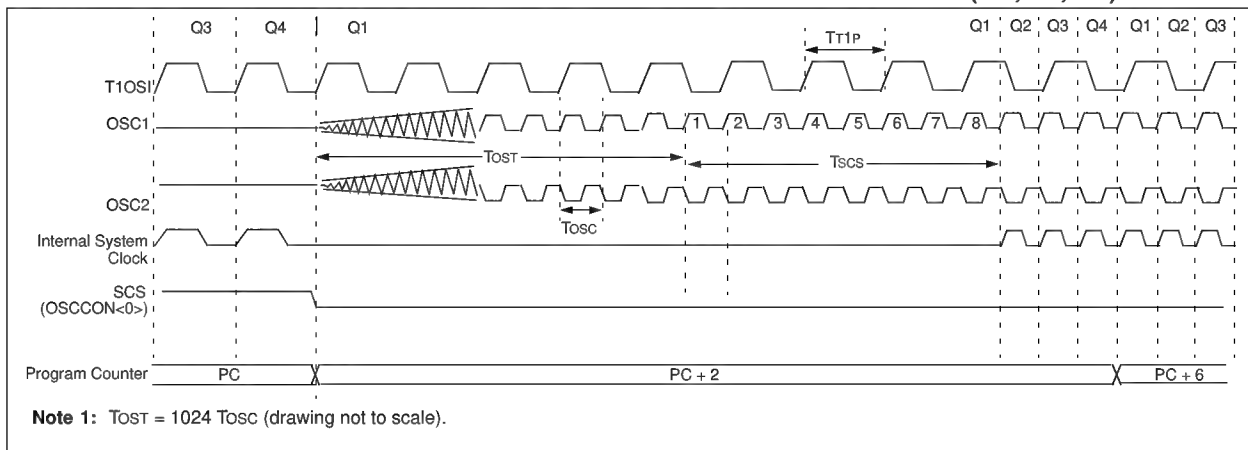 Q3 Q4 Q1 Q1 Q2 Q3 Q4 Q1 Q2 Q3
TT1P
T1OSI
OSC1
1 2 3 4 5 6 7 8
TOST
TSCS
OSC2
TOSC
Internal System
Clock
SCS
(OSCCON<0>)
Program Counter PC PC + 2 PC + 6
Note 1: TOST = 1024 TOSC (drawing not to scale).